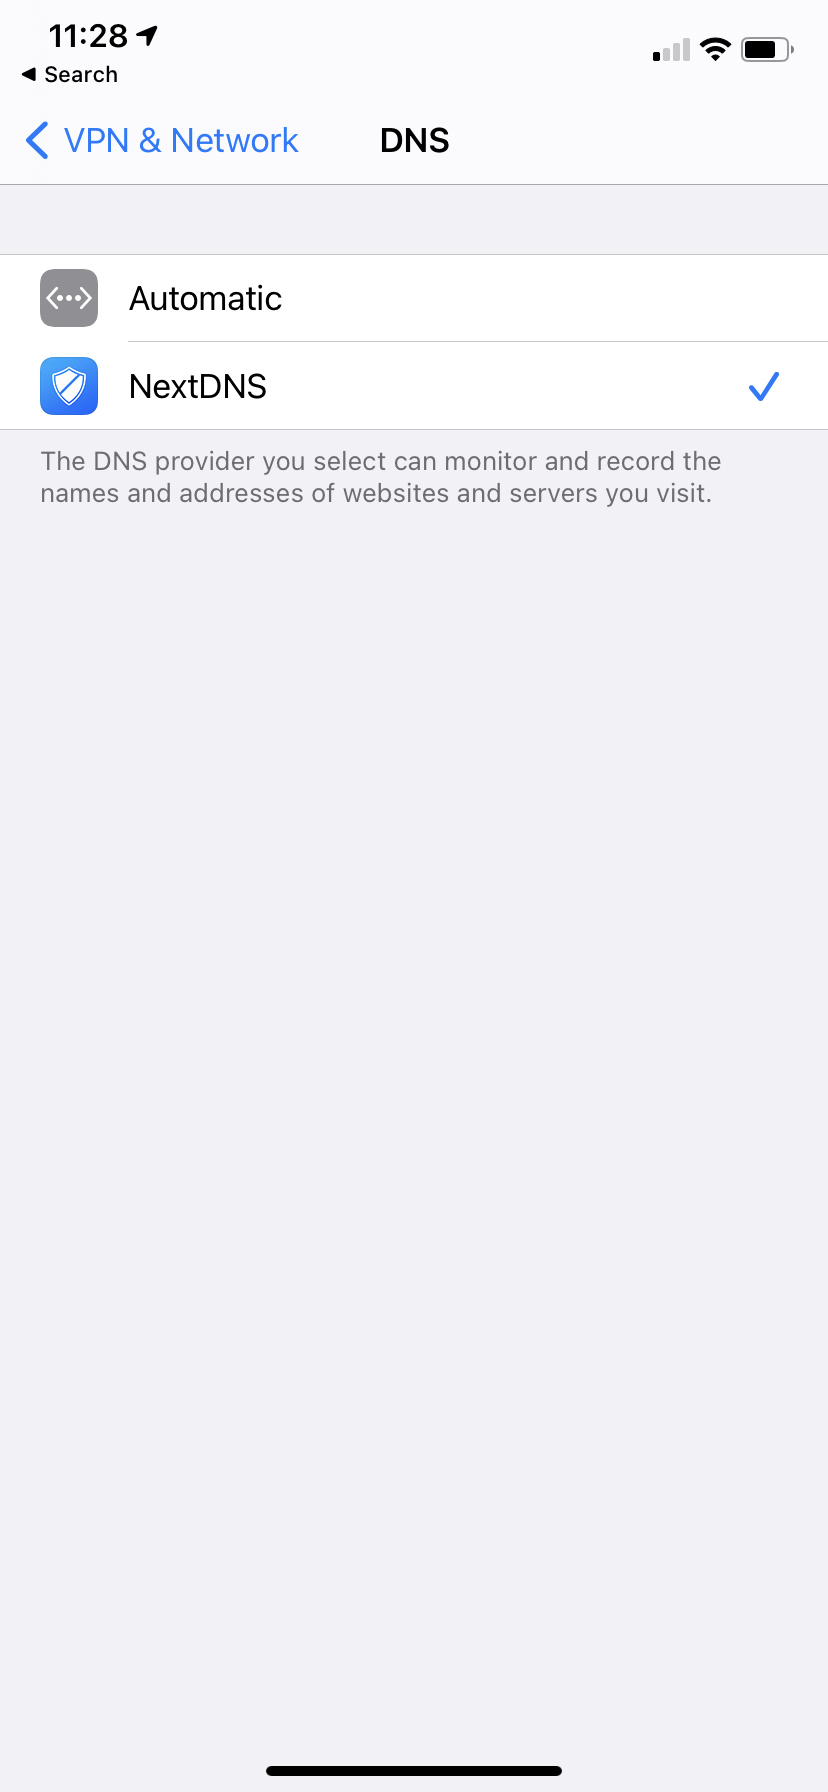 11:28
Search
VPN & Network
DNS
Automatic
NextDNS
The DNS provider you select can monitor and record the
names and addresses of websites and servers you visit.